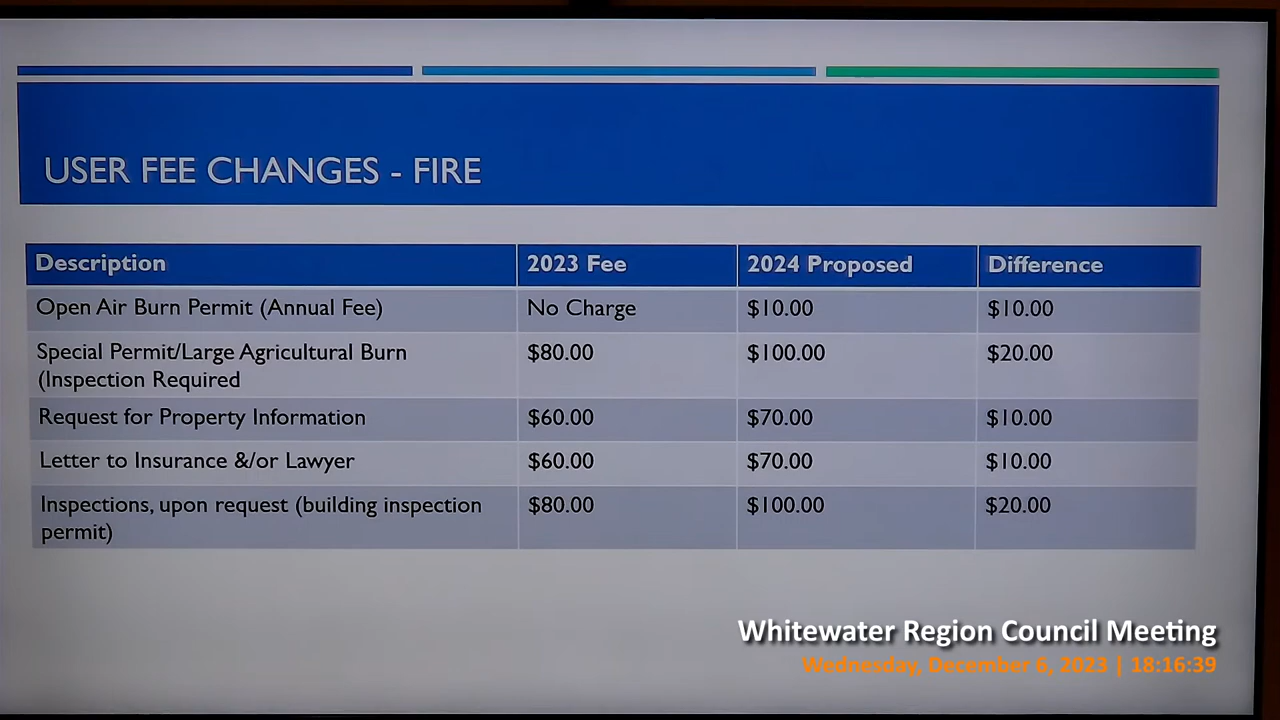 USER FEE CHANGES - FIRE
Description 2023 Fee 2024 Proposed Difference
Open Air Burn Permit (Annual Fee) No Charge $10.00 $10.00
Special Permit/Large Agricultural Burn $80.00 $100.00 $20.00
(Inspection Required
Request for Property Information $60.00 $70.00 $10.00
Letter to Insurance &/or Lawyer $60.00 $70.00 $10.00
Inspections, upon request (building inspection $80.00 $100.00 $20.00
permit)
Whitewater Region Council Meeting
Wednesday, December 6, 2023 | 18:16:39